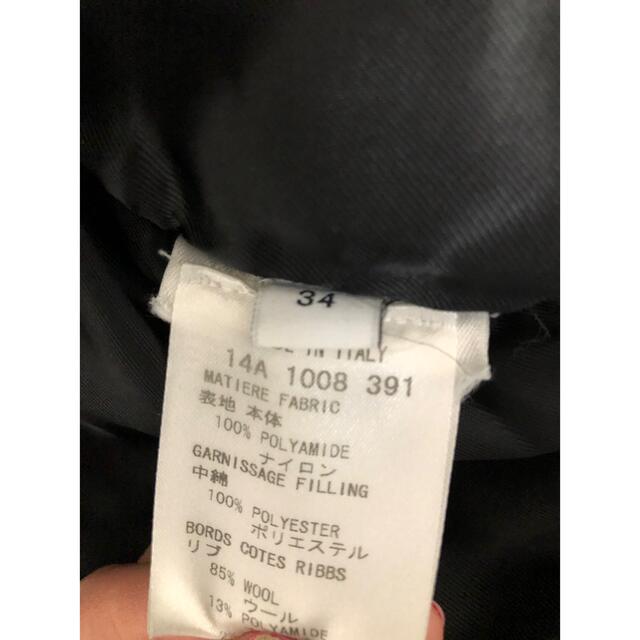 34
IN ITALY
14A 1008 391
MATIERE FABRIC
表地 本体
100% POLYAMIDE
ナイロン
GARNISSAGE FILLING
中綿
100% POLYESTER
ポリエステル
BORDS COTES RIBBS
リブ
85% WOOL
ウール
13% POLYAMIDE